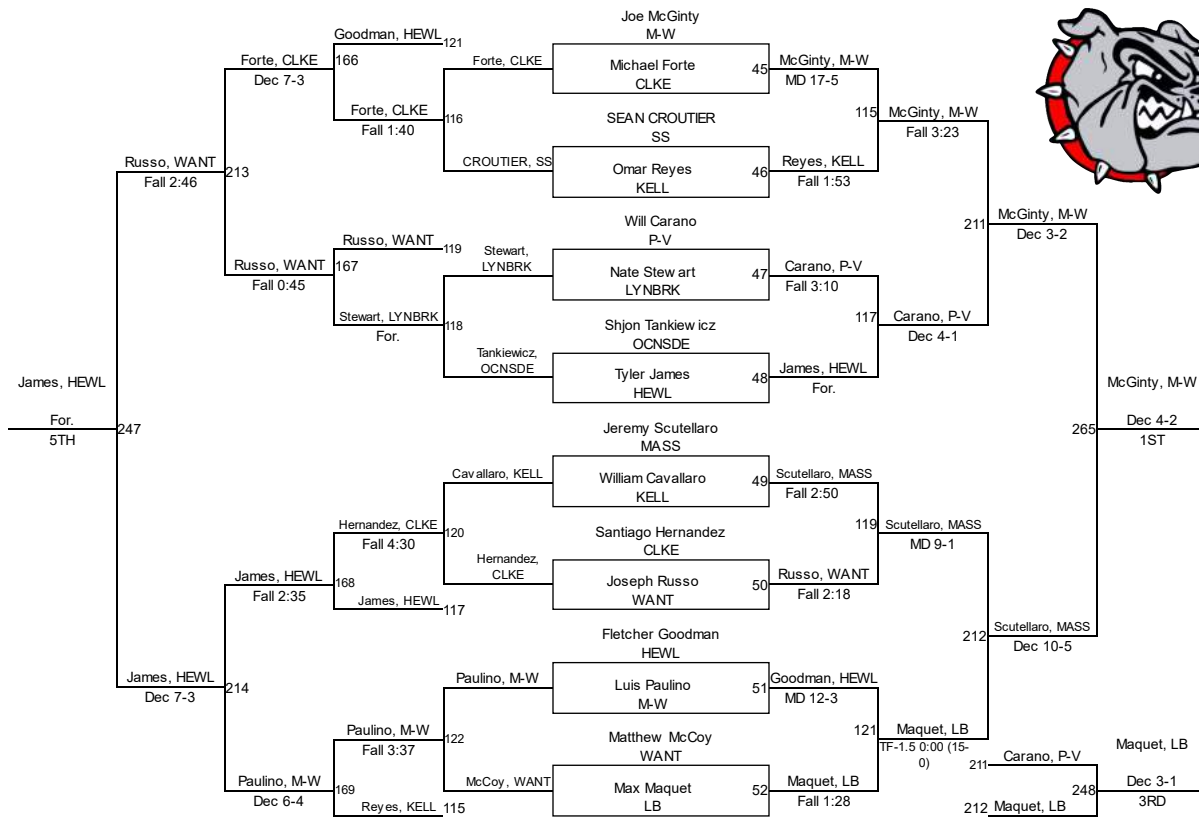 Joe McGinty
M-W
Goodman, HEWL
121
Forte, CLKE
166
Forte, CLKE
Michael Forte
45
McGinty, M-W
Dec 7-3
CLKE
MD 17-5
Forte, CLKE
116
115
McGinty, M-W
Fall 1:40
SEAN CROUTIER
Fall 3:23
SS
Russo, WANT
CROUTIER, SS
Omar Reyes
46
Reyes, KELL
Fall 2:46
213
KELL
Fall 1:53
Will Carano
211
McGinty, M-W
P-V
Dec 3-2
Russo, WANT
119
Stewart,
LYNBRK
Russo, WANT
167
Nate Stew art
47
Carano, P-V
Fall 0:45
LYNBRK
Fall 3:10
Stewart, LYNBRK
118
117
Carano, P-V
For.
Shjon Tankiew icz
Dec 4-1
OCNSDE
Tankiewicz,
OCNSDE
Tyler James
48
James, HEWL
HEWL
For.
James, HEWL
McGinty, M-W
For.
247
265
Dec 4-2
5TH
1ST
Jeremy Scutellaro
MASS
Cavallaro, KELL
William Cavallaro
49
Scutellaro, MASS
KELL
Fall 2:50
Hernandez, CLKE
120
119
Scutellaro, MASS
Fall 4:30
Santiago Hernandez
MD 9-1
CLKE
Hernandez,
CLKE
James, HEWL
168
Joseph Russo
50
Russo, WANT
Fall 2:35
WANT
Fall 2:18
James, HEWL
117
Fletcher Goodman
212
Scutellaro, MASS
HEWL
Dec 10-5
James, HEWL
214
Paulino, M-W
Luis Paulino
51
Goodman, HEWL
Dec 7-3
M-W
MD 12-3
Paulino, M-W
122
121
Maquet, LB
Fall 3:37
Matthew McCoy
TF-1.5 0:00 (15-
0)
WANT
211
Carano, P-V
Maquet, LB
Paulino, M-W
169
McCoy, WANT
Max Maquet
52
Maquet, LB
248
Dec 3-1
Dec 6-4
LB
Fall 1:28
3RD
Reyes, KELL
115
212
Maquet, LB